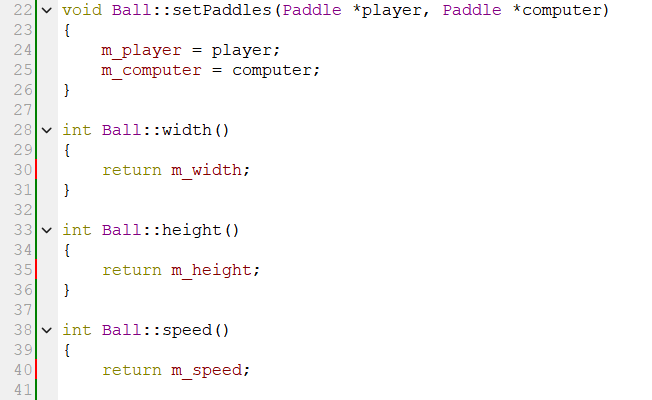 22 void Ball::setPaddles(Paddle *player, Paddle *computer)
23 {
24     m_player = player;
25     m_computer = computer;
26 }
27
28 int Ball::width()
29 {
30     return m_width;
31 }
32
33 int Ball::height()
34 {
35     return m_height;
36 }
37
38 int Ball::speed()
39 {
40     return m_speed;
41